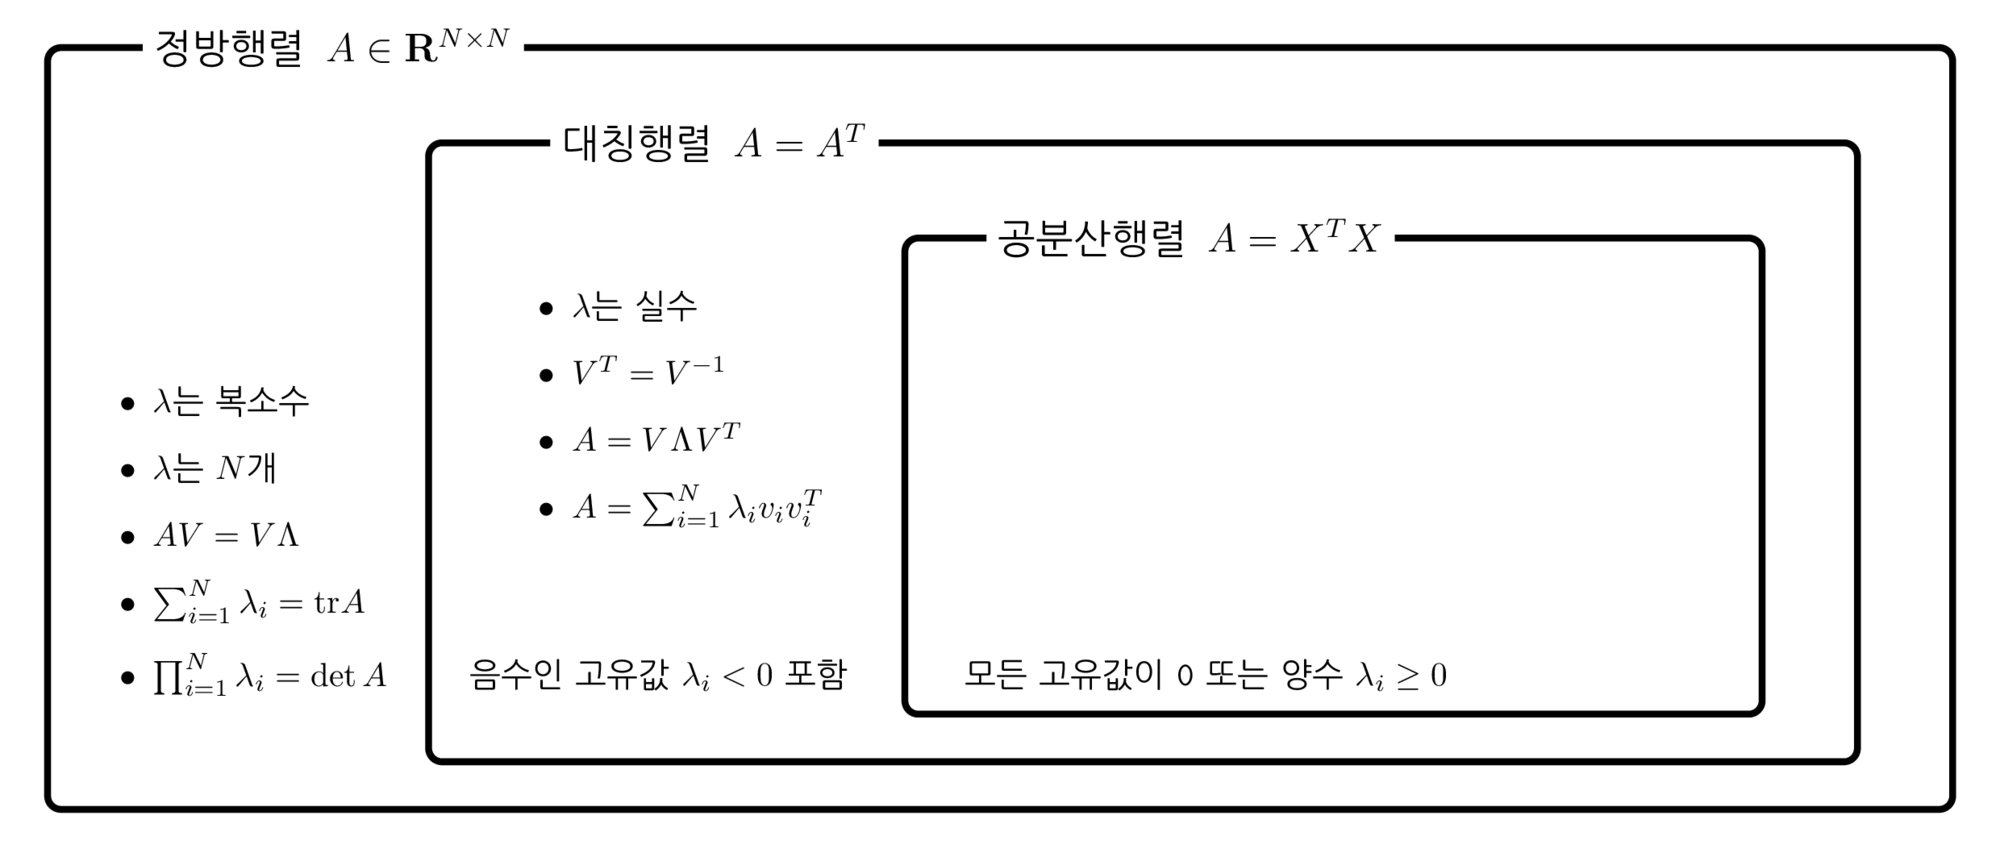 정방행렬 $A \in \mathbf{R}^{N \times N}$
• $\lambda$는 복소수
• $\lambda$는 $N$개
• $AV = V\Lambda$
• $\sum_{i=1}^{N} \lambda_i = \mathrm{tr} A$
• $\prod_{i=1}^{N} \lambda_i = \det A$
대칭행렬 $A = A^T$
• $\lambda$는 실수
• $V^T = V^{-1}$
• $A = V\Lambda V^T$
• $A = \sum_{i=1}^{N} \lambda_i v_i v_i^T$
음수인 고유값 $\lambda_i < 0$ 포함
공분산행렬 $A = X^T X$
모든 고유값이 0 또는 양수 $\lambda_i \geq 0$